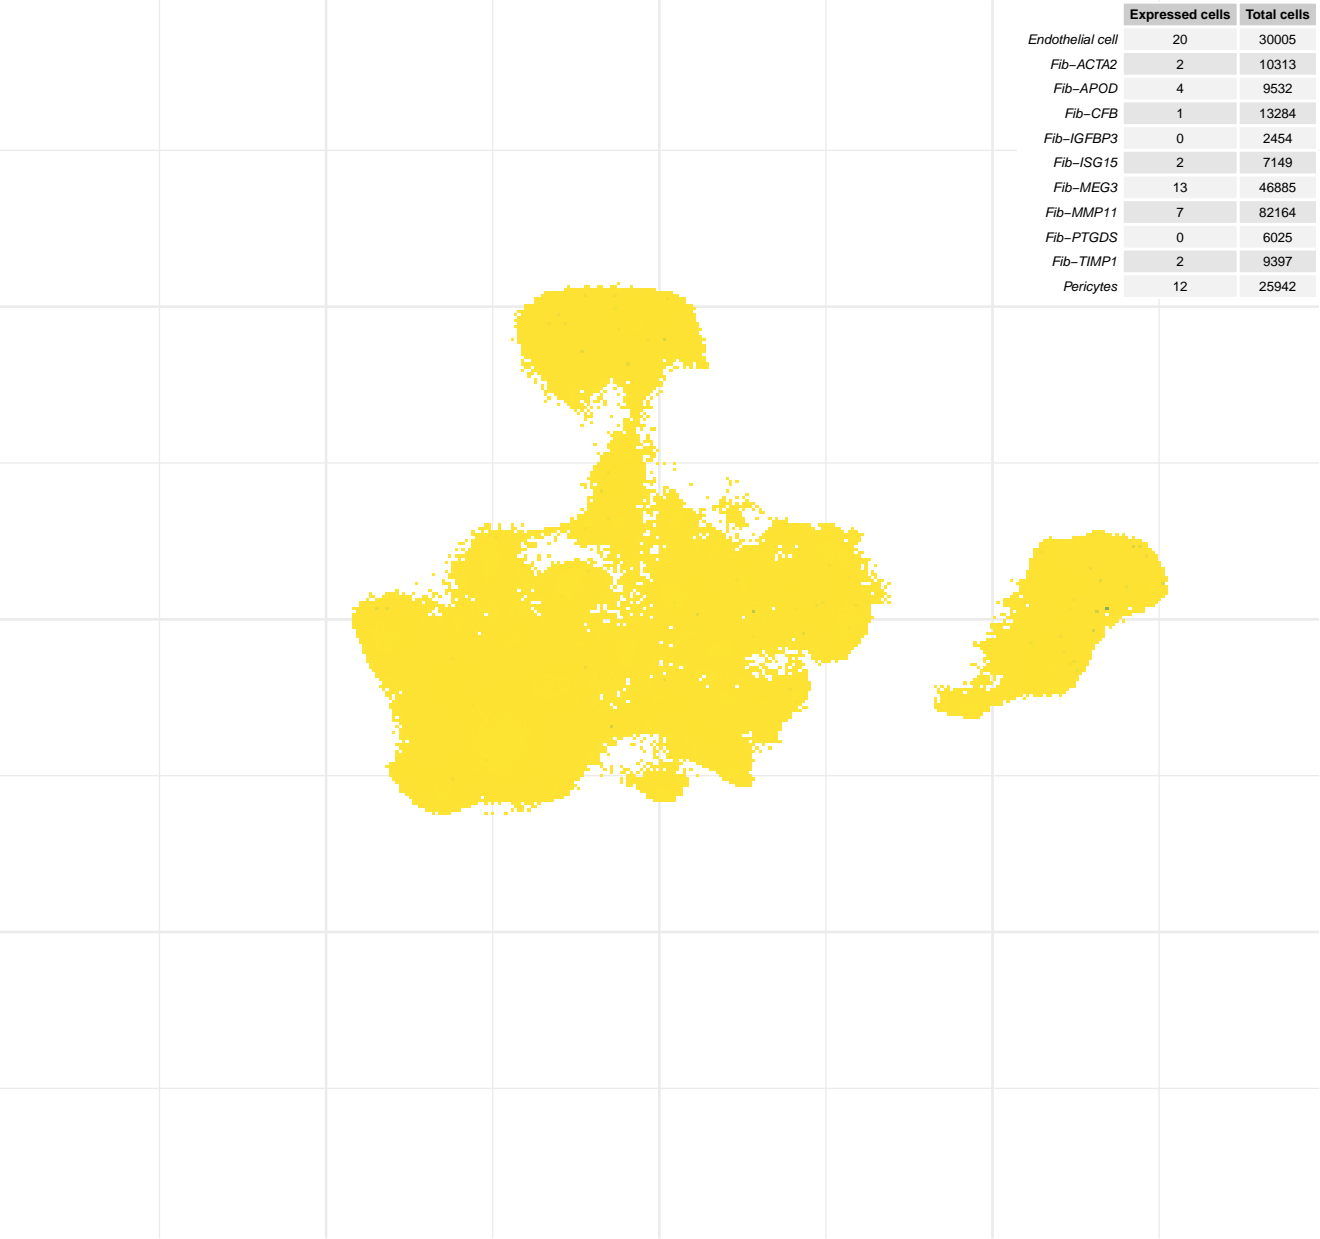 Expressed cells Total cells
Endothelial cell 20 30005
Fib−ACTA2 2 10313
Fib−APOD 4 9532
Fib−CFB 1 13284
Fib−IGFBP3 0 2454
Fib−ISG15 2 7149
Fib−MEG3 13 46885
Fib−MMP11 7 82164
Fib−PTGDS 0 6025
Fib−TIMP1 2 9397
Pericytes 12 25942